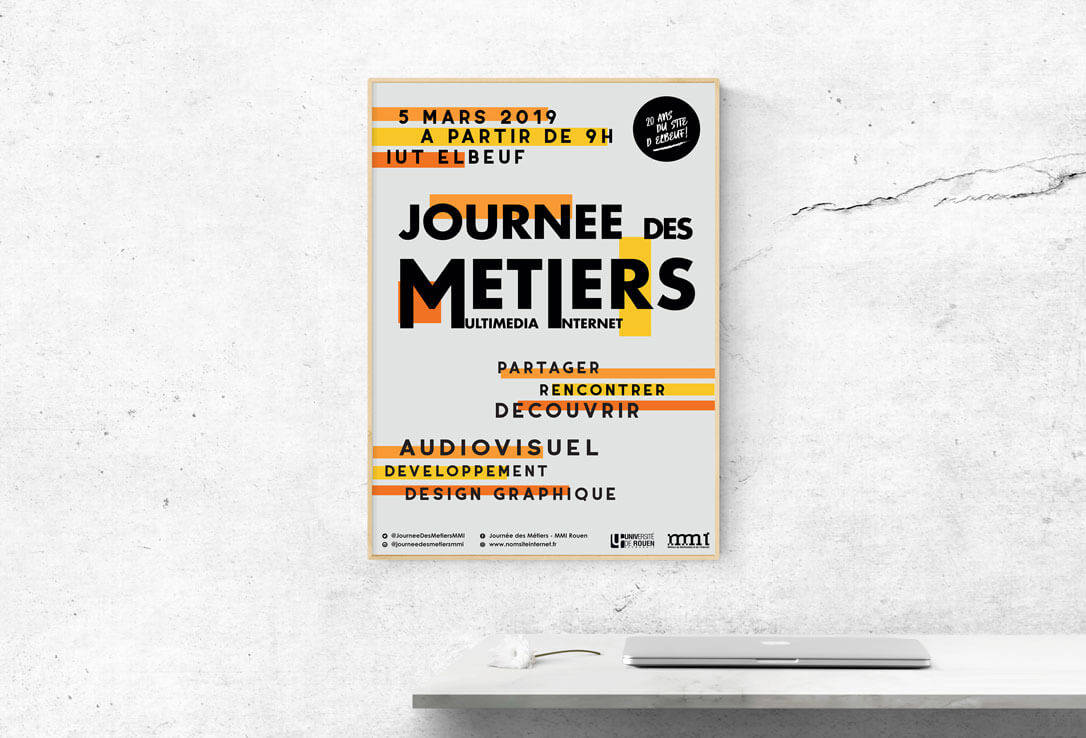 5 MARS 2019
A PARTIR DE 9H
IUT ELBEUF
20 ANS
DU SITE
D ELBEUF!
JOURNEE DES
METIERS
MULTIMEDIA INTERNET
PARTAGER
RENCONTRER
DECOUVRIR
AUDIOVISUEL
DEVELOPPEMENT
DESIGN GRAPHIQUE
@JourneeDesMetiersMMI
@journeedesmetiersmmi
Journée des Métiers - MMI Rouen
www.nomsiteinternet.fr
UNIVERSITÉ
DE ROUEN
mmi